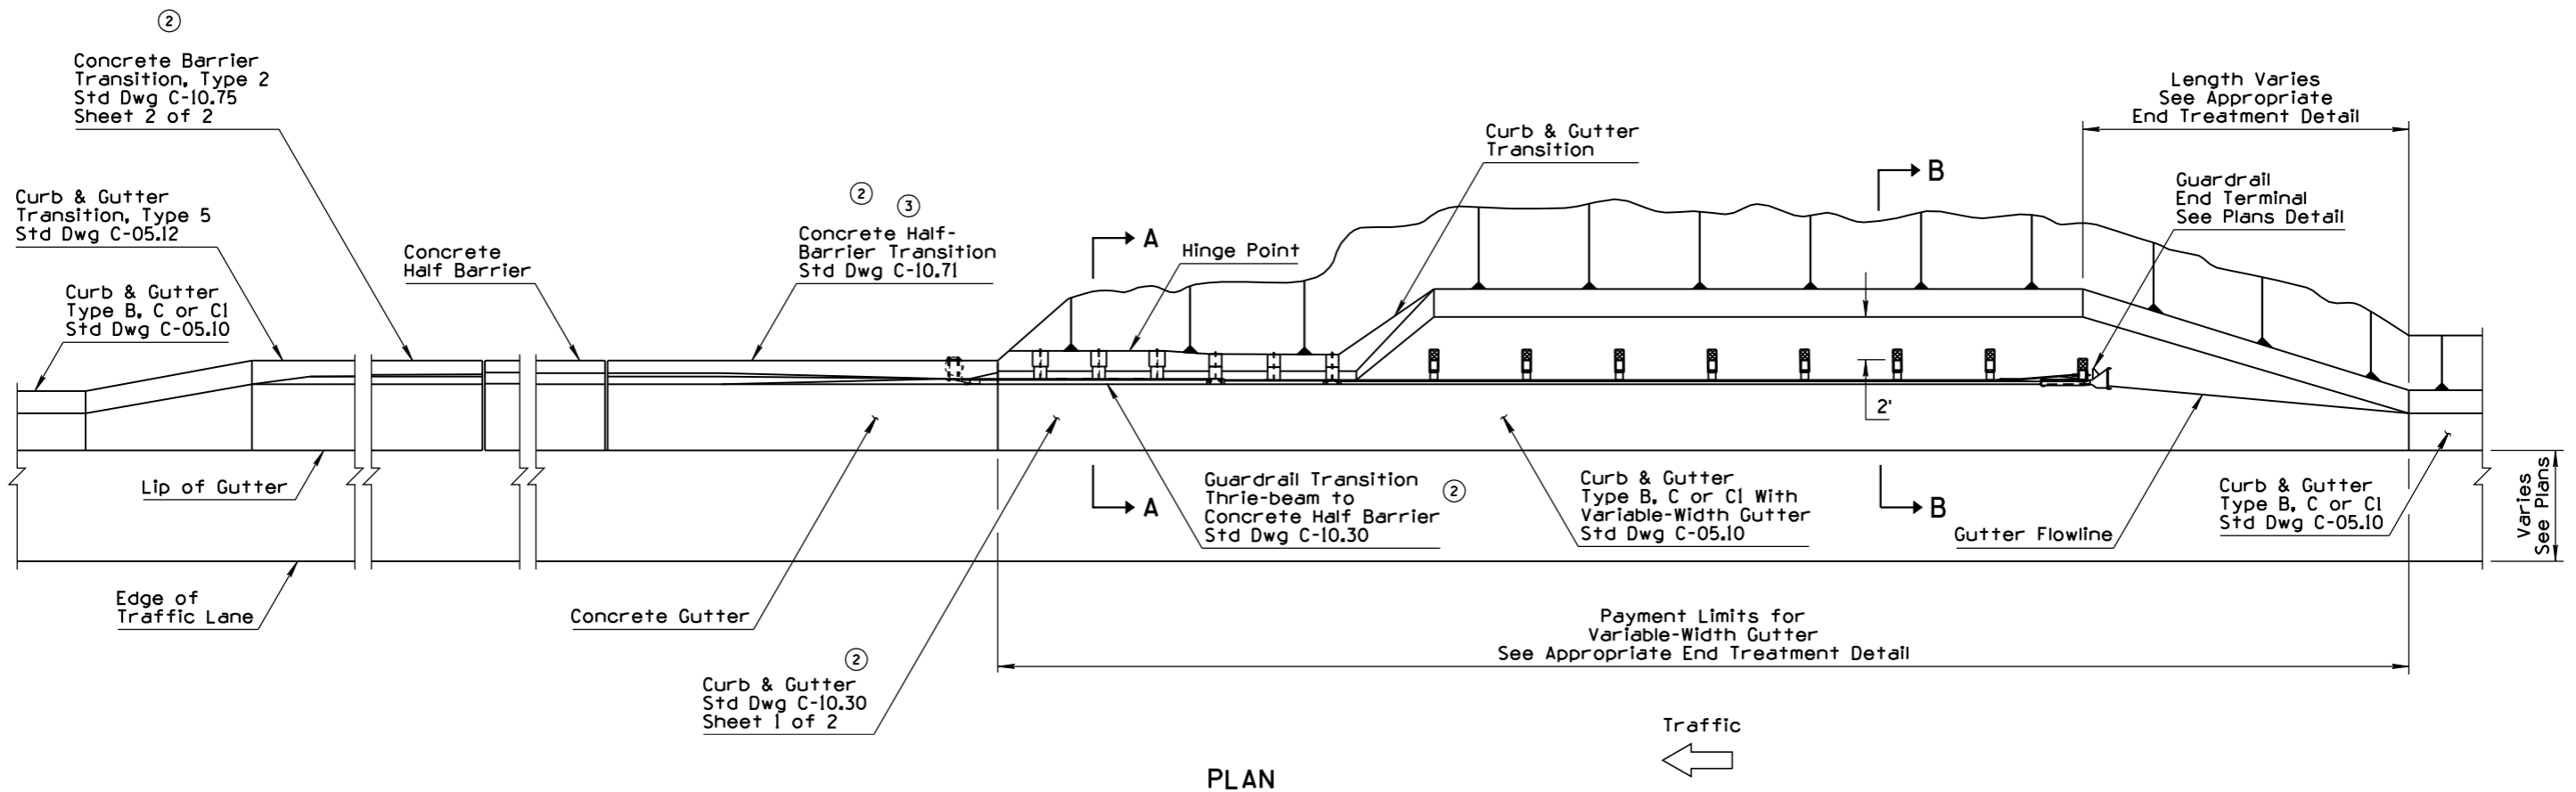 ②
Concrete Barrier
Transition, Type 2
Std Dwg C-10.75
Sheet 2 of 2
Curb & Gutter
Transition, Type 5
Std Dwg C-05.12
Curb & Gutter
Type B, C or C1
Std Dwg C-05.10
Concrete
Half Barrier
② ③
Concrete Half-
Barrier Transition
Std Dwg C-10.71
A
Hinge Point
Curb & Gutter
Transition
B
Length Varies
See Appropriate
End Treatment Detail
Guardrail
End Terminal
See Plans Detail
2'
Lip of Gutter
Edge of
Traffic Lane
Concrete Gutter
②
Curb & Gutter
Std Dwg C-10.30
Sheet 1 of 2
A
Guardrail Transition
Thrie-beam to
Concrete Half Barrier
Std Dwg C-10.30
②
Curb & Gutter
Type B, C or C1 With
Variable-Width Gutter
Std Dwg C-05.10
B
Gutter Flowline
Curb & Gutter
Type B, C or C1
Std Dwg C-05.10
Varies
See Plans
Payment Limits for
Variable-Width Gutter
See Appropriate End Treatment Detail
Traffic
PLAN